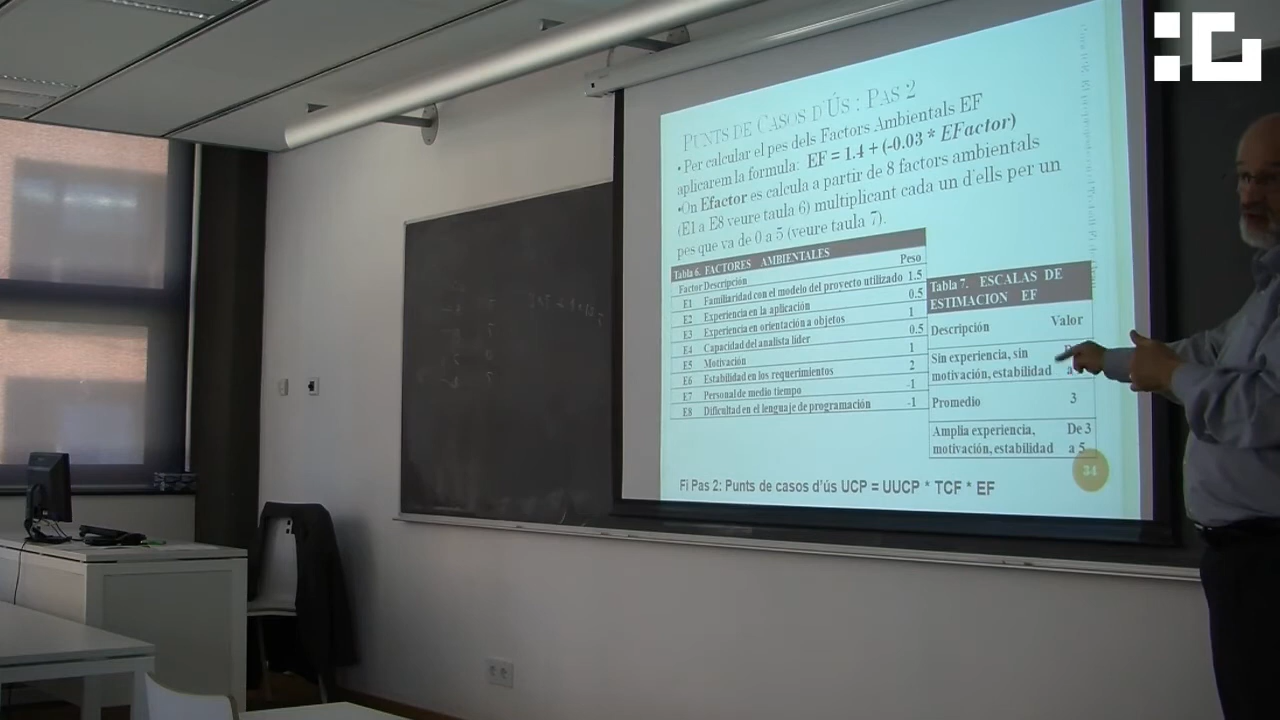 PUNTS DE CASOS D'ÚS : PAS 2
•Per calcular el pes dels Factors Ambientals EF
aplicarem la formula: EF = 1.4 + (-0.03 * EFactor)
•On Efactor es calcula a partir de 8 factors ambientals
(E1 a E8 veure taula 6) multiplicant cada un d'ells per un
pes que va de 0 a 5 (veure taula 7).
Tabla 6. FACTORES AMBIENTALES
Factor Descripción Peso
E1 Familiaridad con el modelo del proyecto utilizado 1.5
E2 Experiencia en la aplicación 0.5
E3 Experiencia en orientación a objetos 1
E4 Capacidad del analista líder 0.5
E5 Motivación 1
E6 Estabilidad en los requerimientos 2
E7 Personal de medio tiempo -1
E8 Dificultad en el lenguaje de programación -1
Tabla 7. ESCALAS DE
ESTIMACION EF
Descripción Valor
Sin experiencia, sin
motivación, estabilidad a
Promedio 3
Amplia experiencia, De 3
motivación, estabilidad a 5
34
Fi Pas 2: Punts de casos d'ús UCP = UUCP * TCF * EF